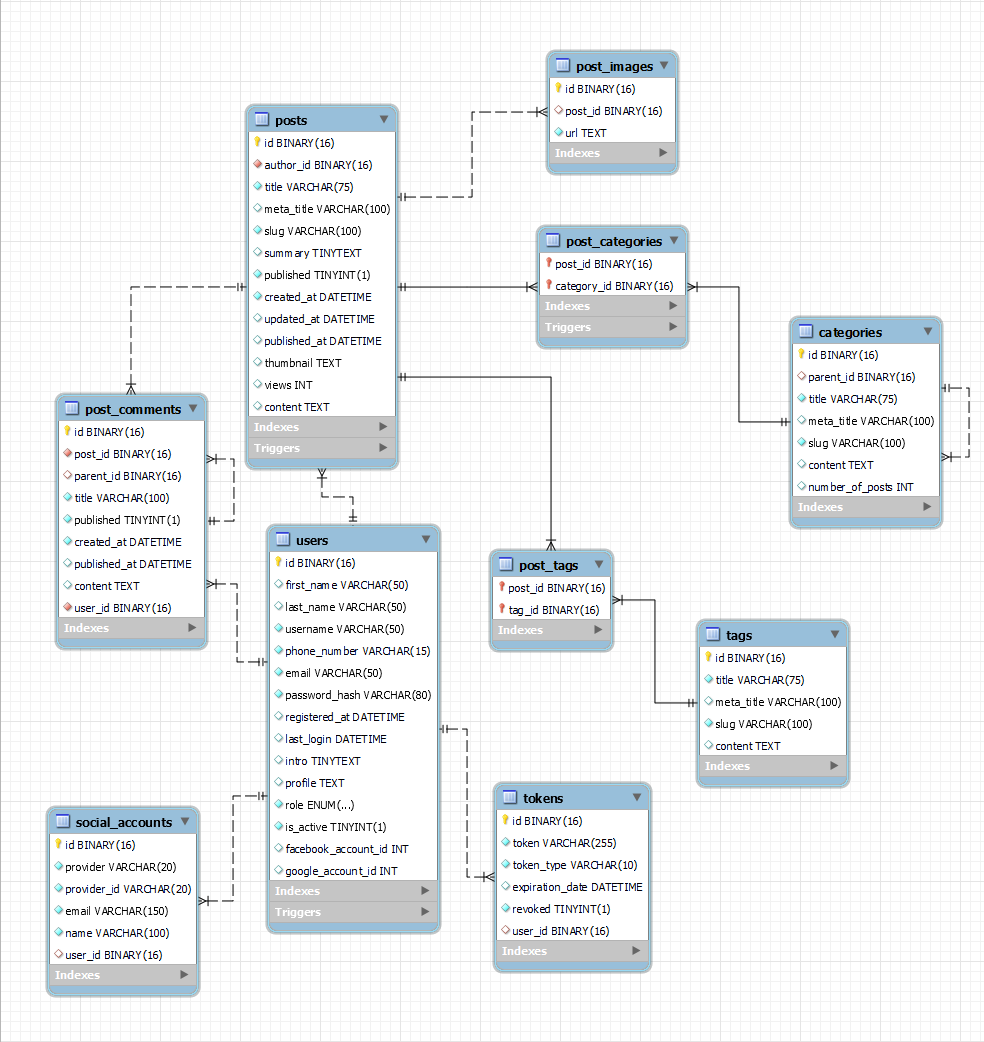 post_images
id BINARY(16)
post_id BINARY(16)
url TEXT
Indexes
posts
id BINARY(16)
author_id BINARY(16)
title VARCHAR(75)
meta_title VARCHAR(100)
slug VARCHAR(100)
summary TINYTEXT
published TINYINT(1)
created_at DATETIME
updated_at DATETIME
published_at DATETIME
thumbnail TEXT
views INT
content TEXT
Indexes
Triggers
post_categories
post_id BINARY(16)
category_id BINARY(16)
Indexes
Triggers
categories
id BINARY(16)
parent_id BINARY(16)
title VARCHAR(75)
meta_title VARCHAR(100)
slug VARCHAR(100)
content TEXT
number_of_posts INT
Indexes
post_comments
id BINARY(16)
post_id BINARY(16)
parent_id BINARY(16)
title VARCHAR(100)
published TINYINT(1)
created_at DATETIME
published_at DATETIME
content TEXT
user_id BINARY(16)
Indexes
users
id BINARY(16)
first_name VARCHAR(50)
last_name VARCHAR(50)
username VARCHAR(50)
phone_number VARCHAR(15)
email VARCHAR(50)
password_hash VARCHAR(80)
registered_at DATETIME
last_login DATETIME
intro TINYTEXT
profile TEXT
role ENUM(...)
is_active TINYINT(1)
facebook_account_id INT
google_account_id INT
Indexes
Triggers
post_tags
post_id BINARY(16)
tag_id BINARY(16)
Indexes
tags
id BINARY(16)
title VARCHAR(75)
meta_title VARCHAR(100)
slug VARCHAR(100)
content TEXT
Indexes
social_accounts
id BINARY(16)
provider VARCHAR(20)
provider_id VARCHAR(20)
email VARCHAR(150)
name VARCHAR(100)
user_id BINARY(16)
Indexes
tokens
id BINARY(16)
token VARCHAR(255)
token_type VARCHAR(10)
expiration_date DATETIME
revoked TINYINT(1)
user_id BINARY(16)
Indexes